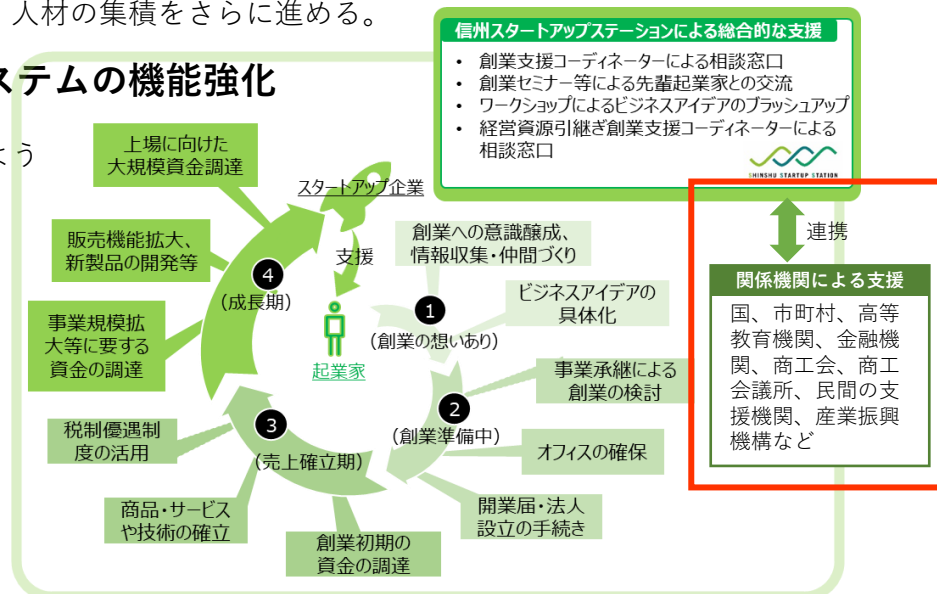 人材の集積をさらに進める。
ステムの機能強化
よう
信州スタートアップステーションによる総合的な支援
• 創業支援コーディネーターによる相談窓口
• 創業セミナー等による先輩起業家との交流
• ワークショップによるビジネスアイデアのブラッシュアップ
• 経営資源引継ぎ創業支援コーディネーターによる
相談窓口
SHINSHU STARTUP STATION
連携
関係機関による支援
国、市町村、高等
教育機関、金融機
関、商工会、商工
会議所、民間の支
援機関、産業振興
機構など
スタートアップ企業
支援
起業家
1
(創業の想いあり)
創業への意識醸成、
情報収集・仲間づくり
ビジネスアイデアの
具体化
2
(創業準備中)
事業承継による
創業の検討
オフィスの確保
開業届・法人
設立の手続き
3
(売上確立期)
創業初期の
資金の調達
商品・サービス
や技術の確立
税制優遇制
度の活用
4
(成長期)
事業規模拡
大等に要する
資金の調達
販売機能拡大、
新製品の開発等
上場に向けた
大規模資金調達